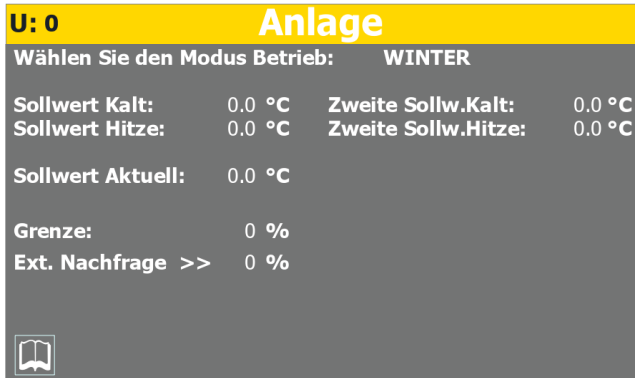 U: 0 Anlage
Wählen Sie den Modus Betrieb: WINTER
Sollwert Kalt: 0.0 °C Zweite Sollw.Kalt: 0.0 °C
Sollwert Hitze: 0.0 °C Zweite Sollw.Hitze: 0.0 °C
Sollwert Aktuell: 0.0 °C
Grenze: 0 %
Ext. Nachfrage >> 0 %